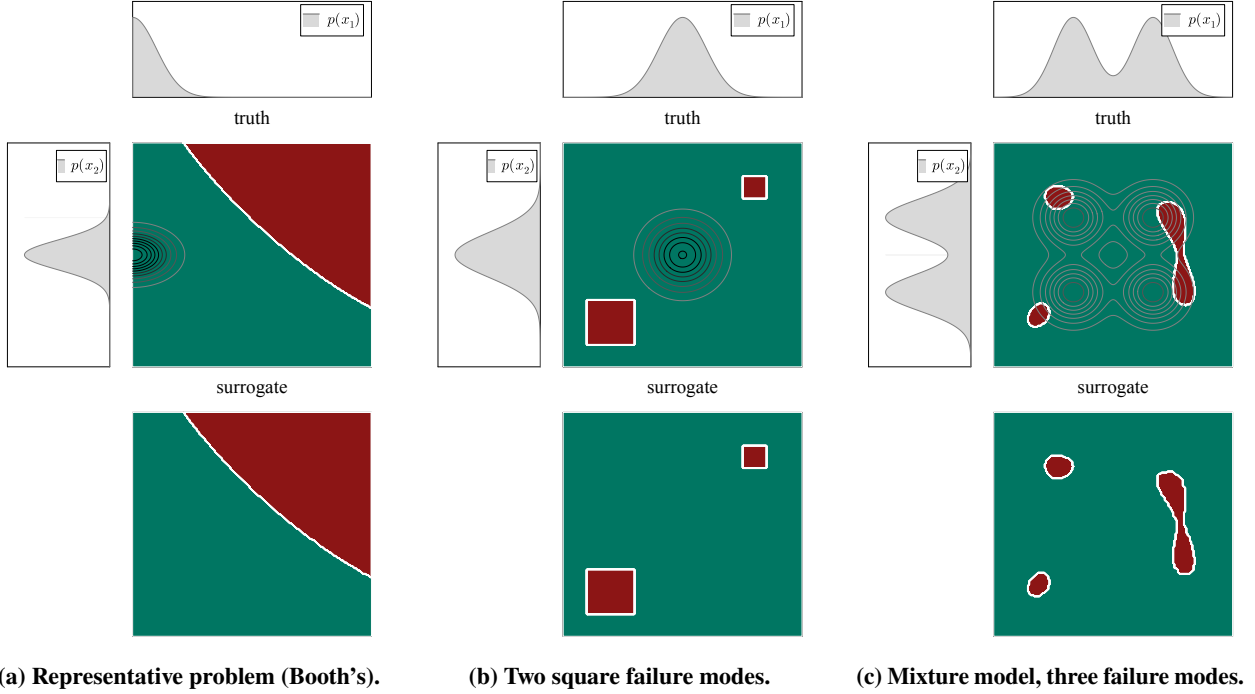 p(x₁)
p(x₁)
p(x₁)
truth
truth
truth
p(x₂)
p(x₂)
p(x₂)
surrogate
surrogate
surrogate
a) Representative problem (Booth's).
(b) Two square failure modes.
(c) Mixture model, three failure modes.